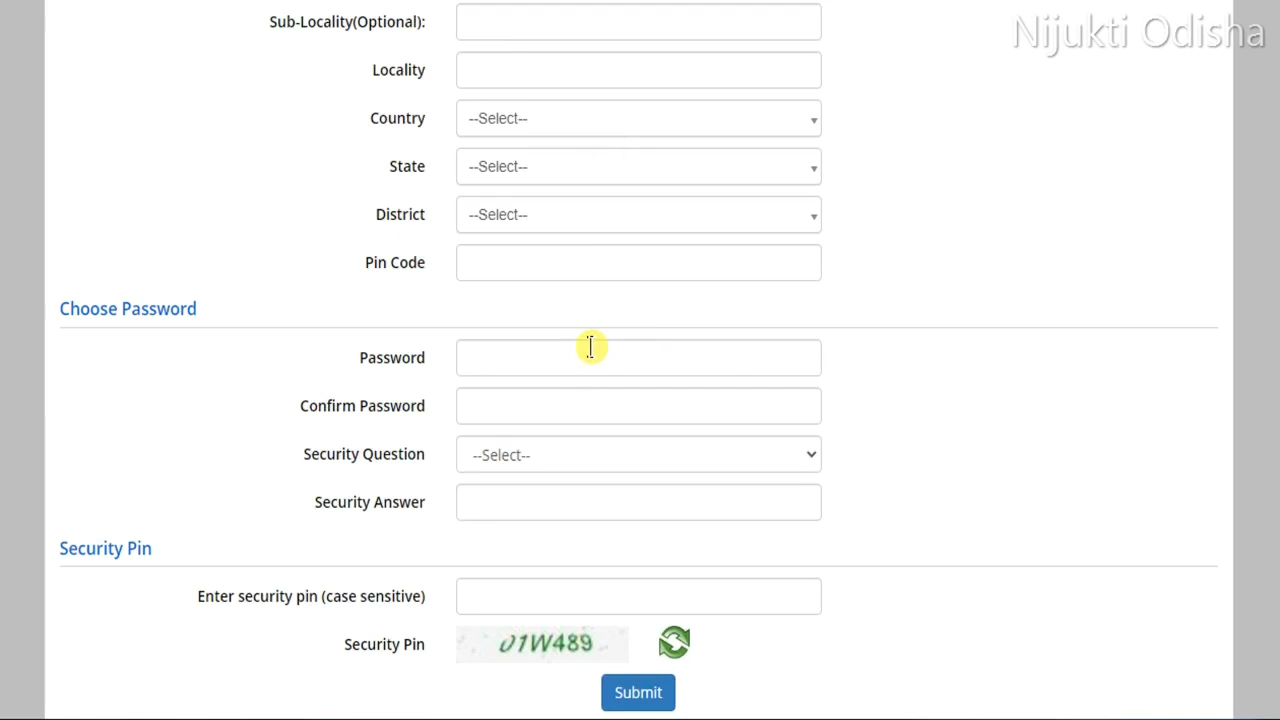 Nijukti Odisha
Sub-Locality(Optional):
Locality
Country --Select--
State --Select--
District --Select--
Pin Code
Choose Password
Password
Confirm Password
Security Question --Select--
Security Answer
Security Pin
Enter security pin (case sensitive)
Security Pin 01W489
Submit